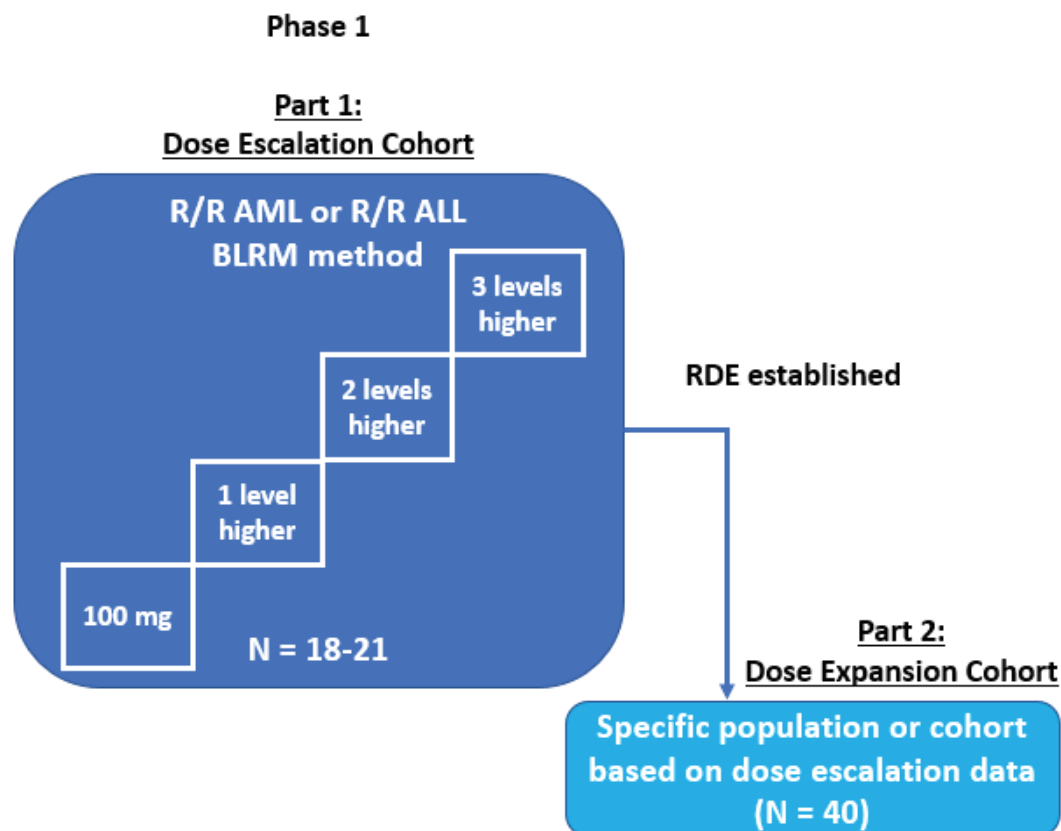 Phase 1
Part 1:
Dose Escalation Cohort
R/R AML or R/R ALL
BLRM method
3 levels
higher
2 levels
higher
1 level
higher
100 mg
N = 18-21
RDE established
Part 2:
Dose Expansion Cohort
Specific population or cohort
based on dose escalation data
(N = 40)